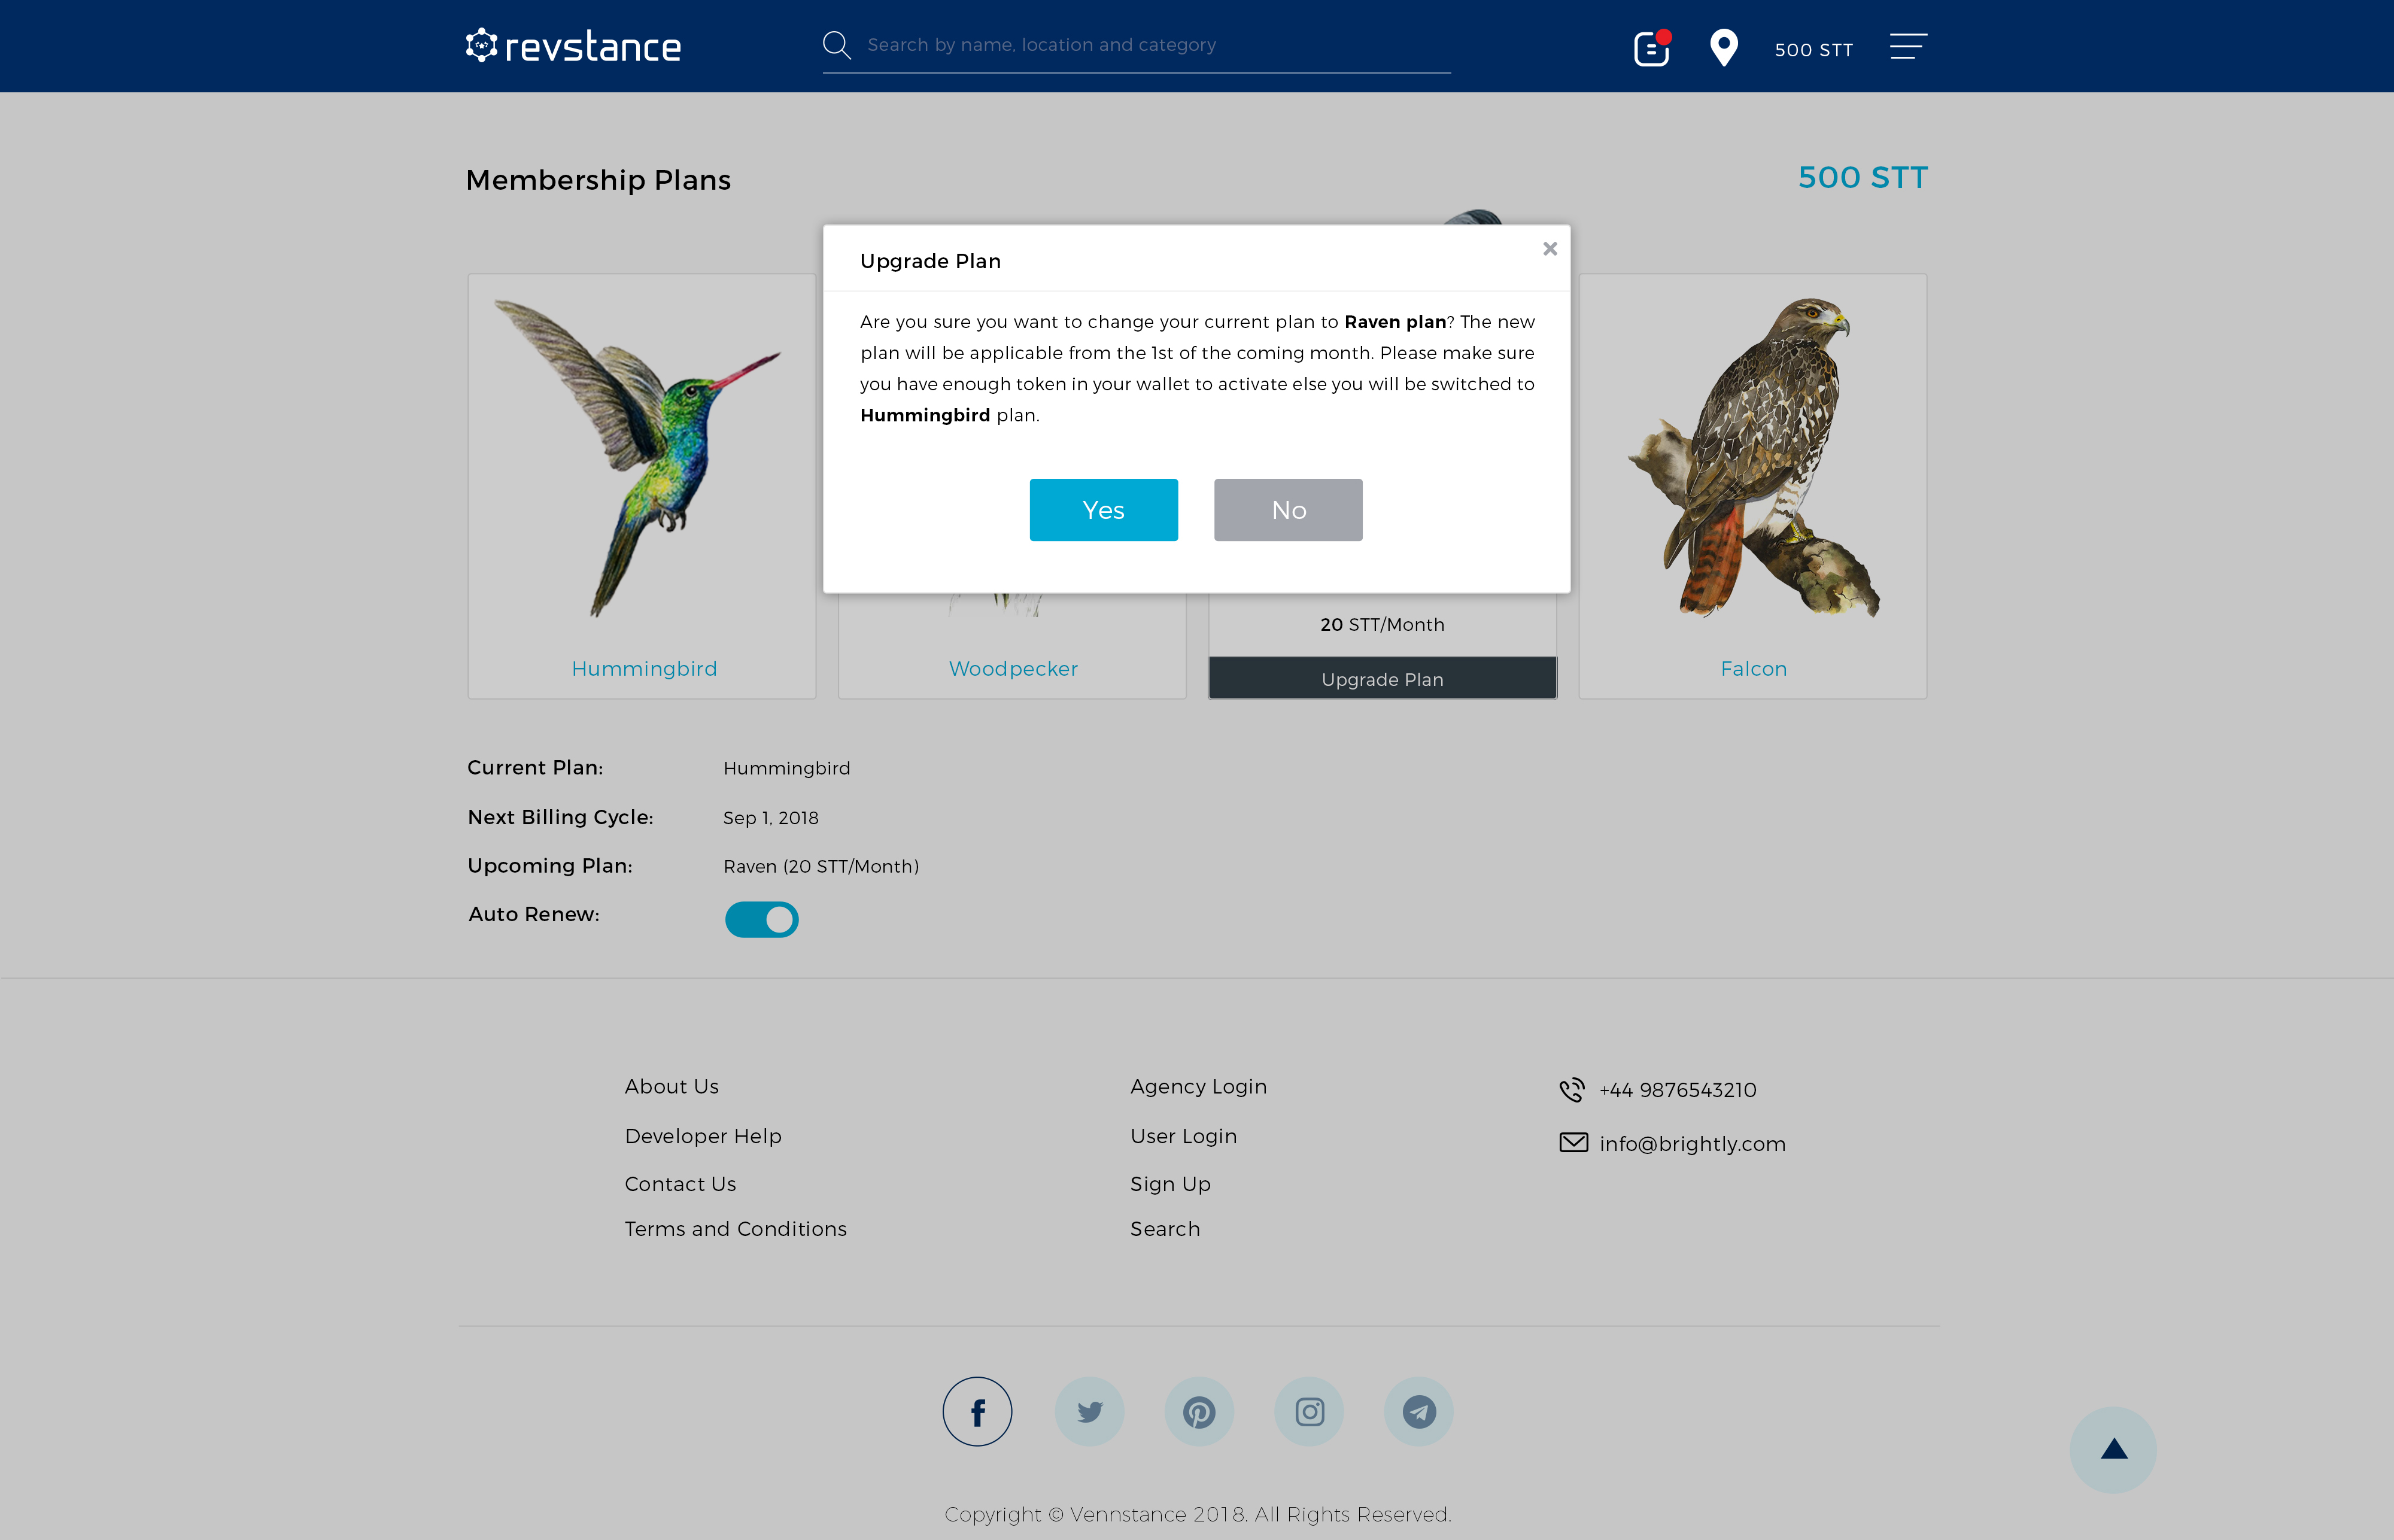 revstance
Search by name, location and category
500 STT
Membership Plans
500 STT
Upgrade Plan
Are you sure you want to change your current plan to Raven plan? The new
plan will be applicable from the 1st of the coming month. Please make sure
you have enough token in your wallet to activate else you will be switched to
Hummingbird plan.
Yes
No
20 STT/Month
Hummingbird
Woodpecker
Upgrade Plan
Falcon
Current Plan: Hummingbird
Next Billing Cycle: Sep 1, 2018
Upcoming Plan: Raven (20 STT/Month)
Auto Renew:
About Us
Developer Help
Contact Us
Terms and Conditions
Agency Login
User Login
Sign Up
Search
+44 9876543210
info@brightly.com
Copyright © Vennstance 2018. All Rights Reserved.